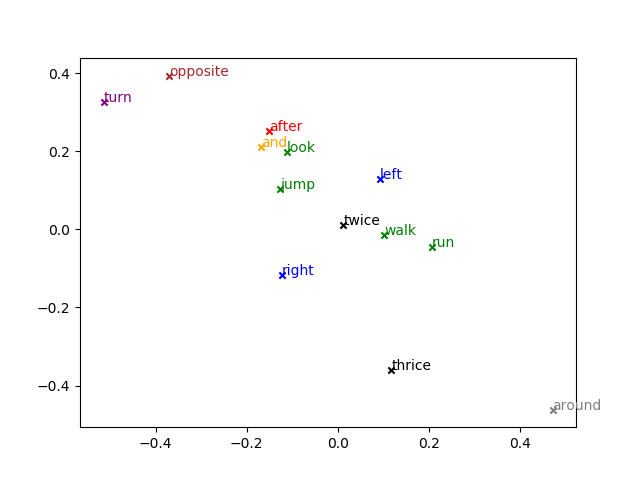 0.4
0.2
0.0
−0.2
−0.4
−0.4
−0.2
0.0
0.2
0.4
opposite
turn
after
and
look
left
jump
twice
walk
run
right
thrice
around